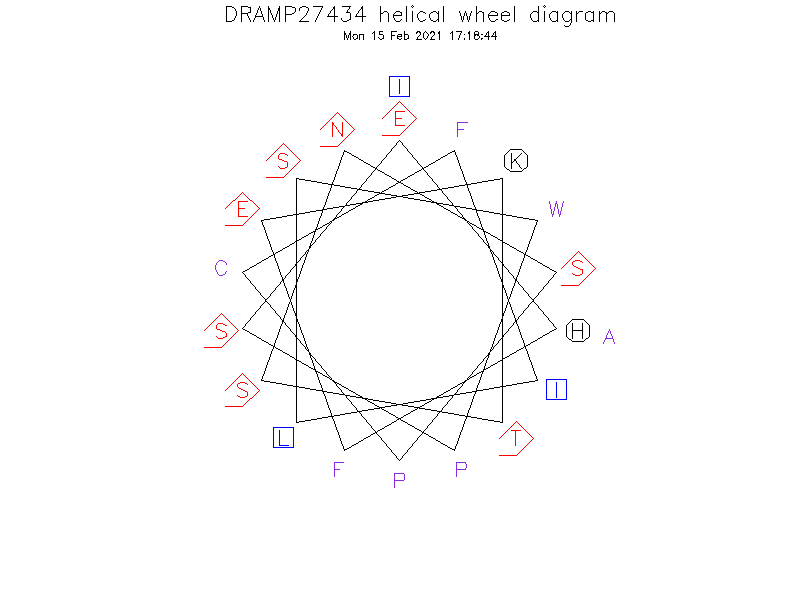 DRAMP27434 helical wheel diagram
Mon 15 Feb 2021 17:18:44
I
N E F
S K
E W
C S
S H A
S I
L T
F P P